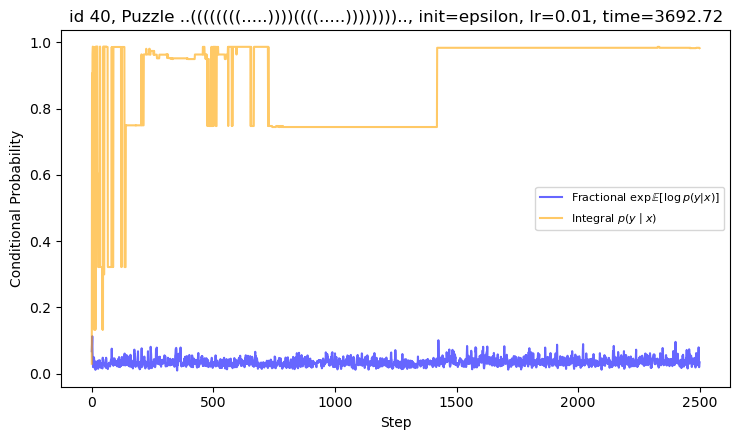 id 40, Puzzle ..((((((((.....))))((((.....)))))))).., init=epsilon, lr=0.01, time=3692.72
1.0
0.8
0.6
0.4
0.2
0.0
Conditional Probability
Fractional exp𝔼[log p(y|x)]
Integral p(y | x)
0 500 1000 1500 2000 2500
Step